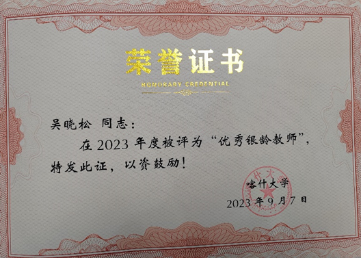 荣誉证书
HONORARY CREDENTIAL
吴晓松 同志：
在2023年度被评为“优秀银龄教师”，
特发此证，以资鼓励！
喀什大学
2023年9月7日